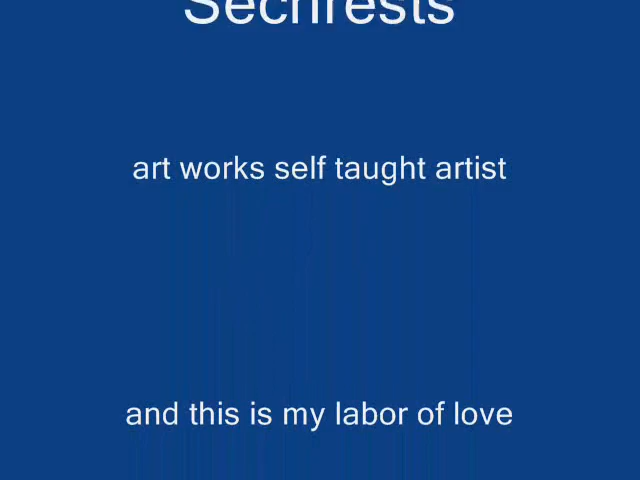 Sechrests
art works self taught artist
and this is my labor of love